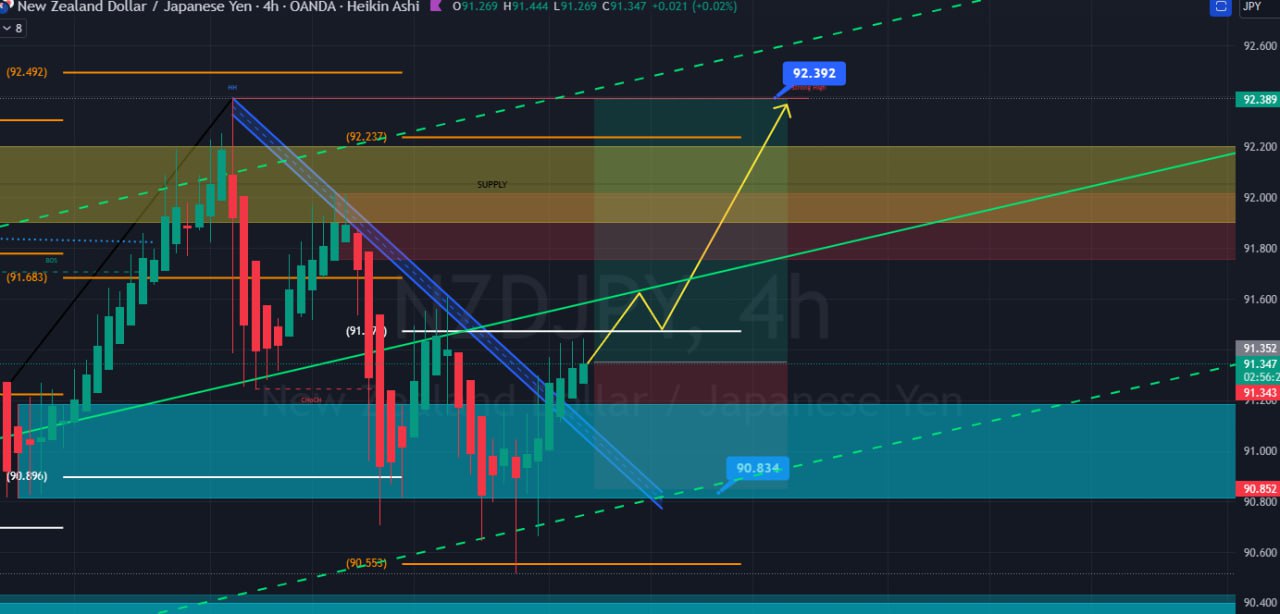 New Zealand Dollar / Japanese Yen · 4h · OANDA · Heikin Ashi O91.269 H91.444 L91.269 C91.347 +0.021 (+0.02%)
JPY
8
92.600
(92.492)
HH
92.392
Strong High
92.389
(92.237)
92.200
SUPPLY
92.000
91.800
BOS
(91.683)
91.600
NZDJPY, 4h
91.352
91.347
02:56:2
91.343
91.200
CHoCH
New Zealand Dollar / Japanese Yen
91.000
(90.896)
90.834
90.852
90.800
90.600
(90.553)
90.400